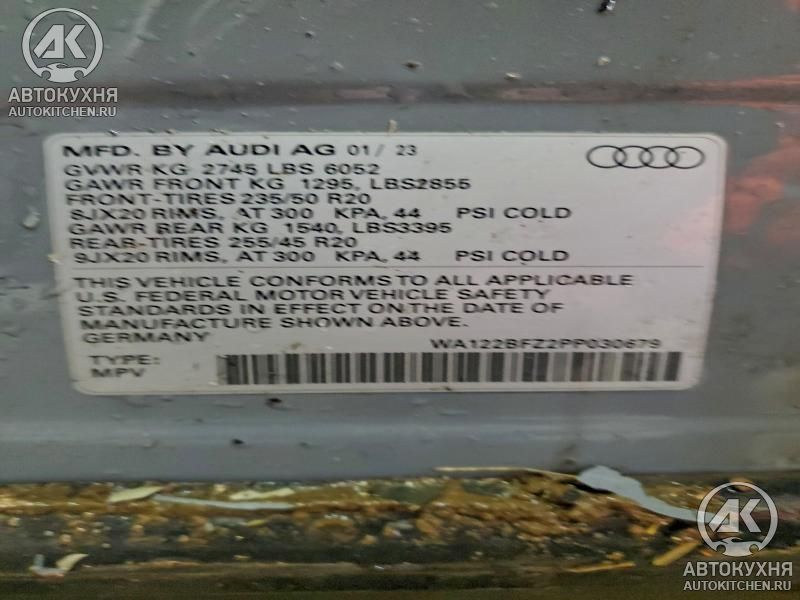 АК
АВТОКУХНЯ
AUTOKITCHEN.RU
MFD. BY AUDI AG 01/ 23
GVWR KG 2745 LBS 6052
GAWR FRONT KG 1295, LBS2855
FRONT-TIRES 235/50 R20
8JX20 RIMS, AT 300 KPA, 44 PSI COLD
GAWR REAR KG 1540, LBS3395
REAR-TIRES 255/45 R20
9JX20 RIMS, AT 300 KPA, 44 PSI COLD
THIS VEHICLE CONFORMS TO ALL APPLICABLE
U.S. FEDERAL MOTOR VEHICLE SAFETY
STANDARDS IN EFFECT ON THE DATE OF
MANUFACTURE SHOWN ABOVE.
GERMANY
WA122BFZ2PP030679
TYPE:
MPV
АК
АВТОКУХНЯ
AUTOKITCHEN.RU